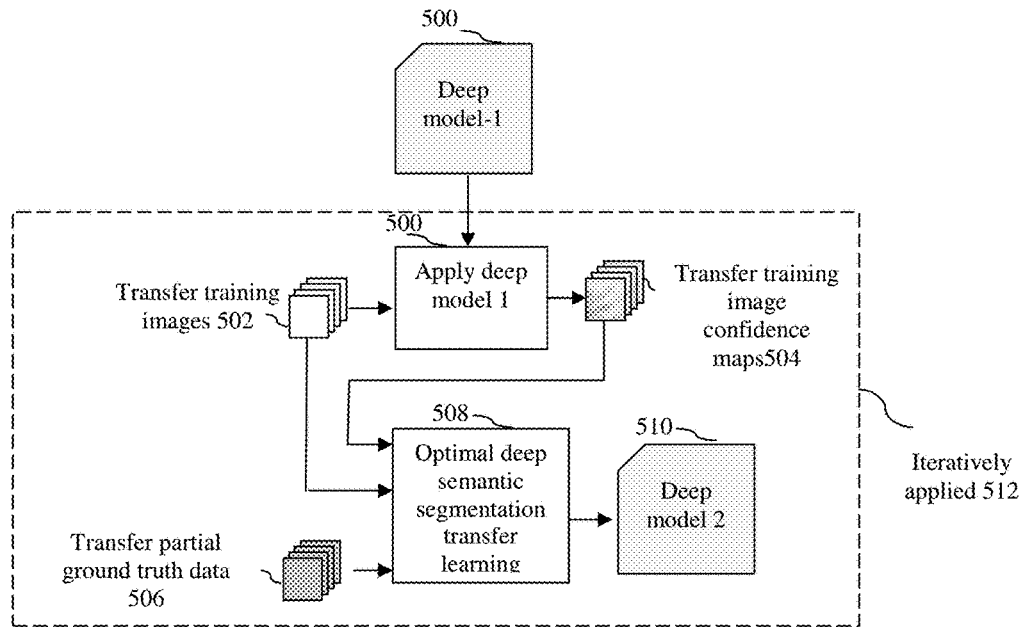 500
Deep
model-1
500
Apply deep
model 1
Transfer training
images 502
Transfer training
image
confidence
maps504
508
Optimal deep
semantic
segmentation
transfer
learning
510
Deep
model 2
Iteratively
applied 512
Transfer partial
ground truth data
506